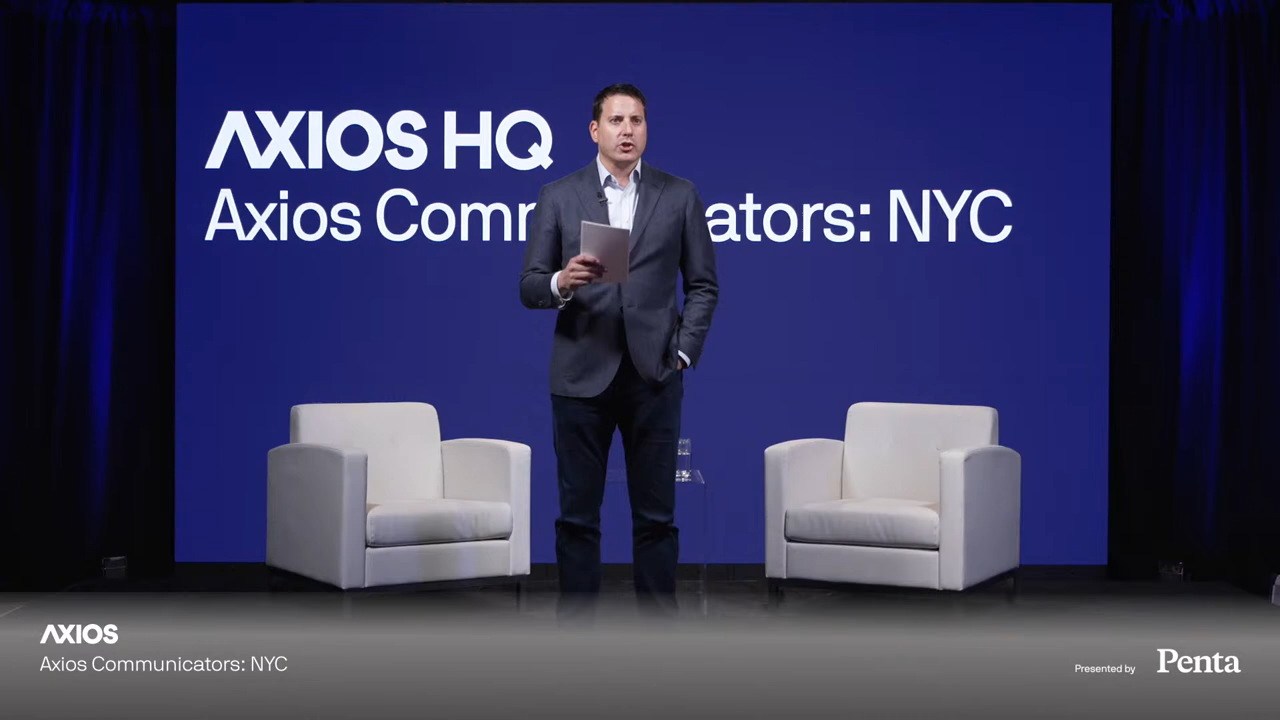 AXIOS HQ
Axios Comm ators: NYC
AXIOS
Axios Communicators: NYC
Presented by Penta